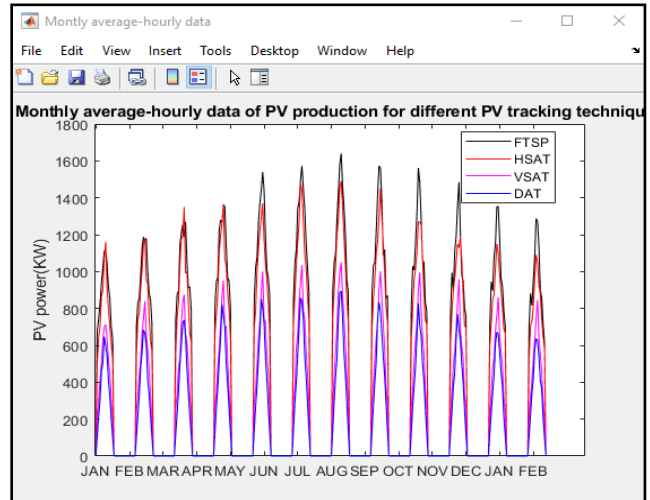 Montly average-hourly data
File Edit View Insert Tools Desktop Window Help
Monthly average-hourly data of PV production for different PV tracking techniqu
1800
1600
1400
1200
1000
800
600
400
200
0
PV power(KW)
FTSP
HSAT
VSAT
DAT
JAN FEB MAR APR MAY JUN JUL AUG SEP OCT NOV DEC JAN FEB